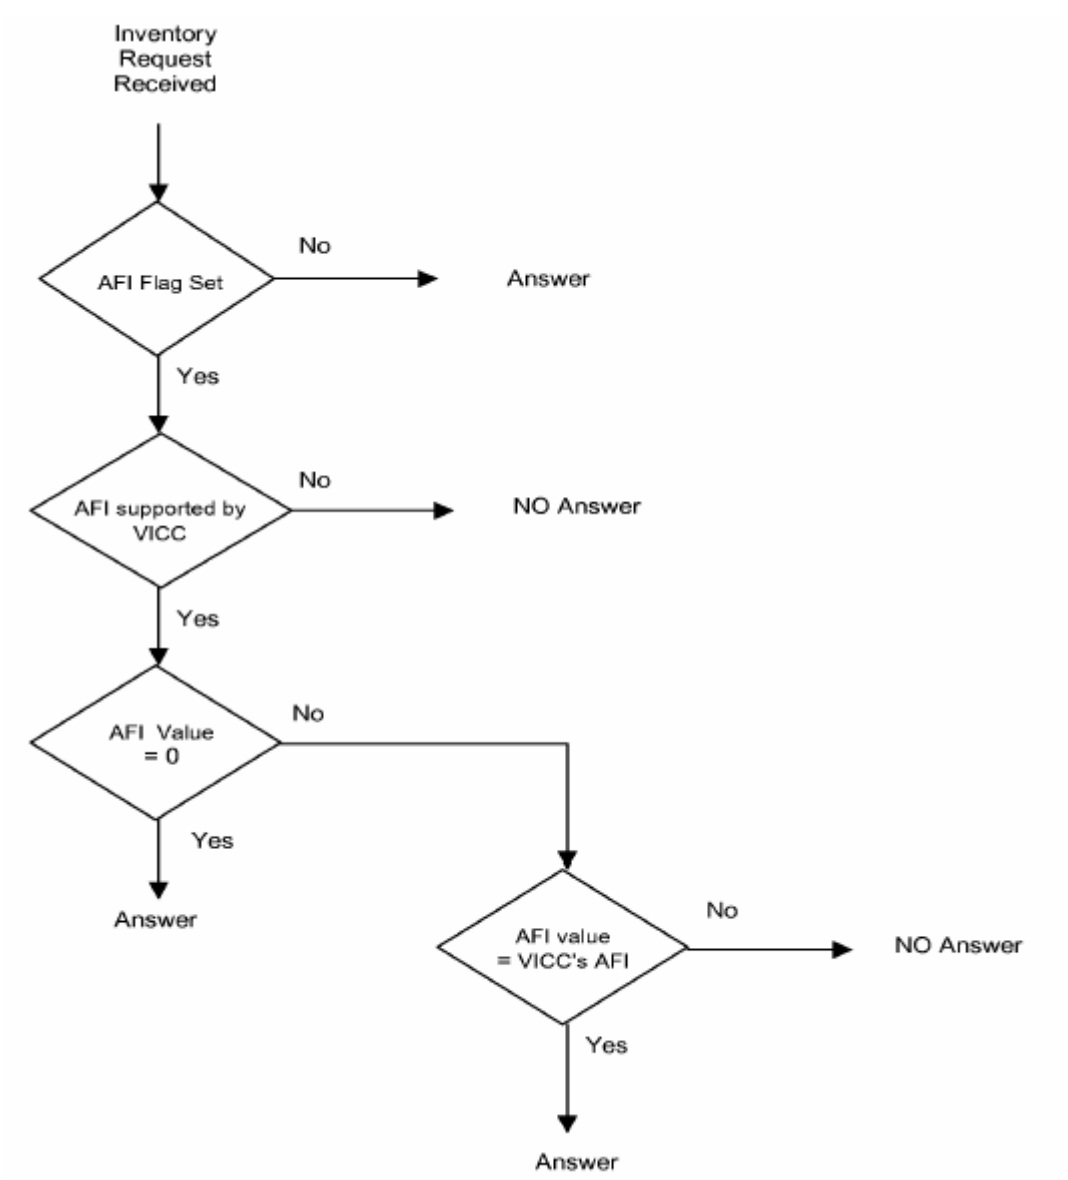 Inventory
Request
Received
No
AFI Flag Set
Answer
Yes
No
AFI supported by
VICC
NO Answer
Yes
No
AFI Value
= 0
Yes
Answer
No
AFI value
= VICC's AFI
NO Answer
Yes
Answer